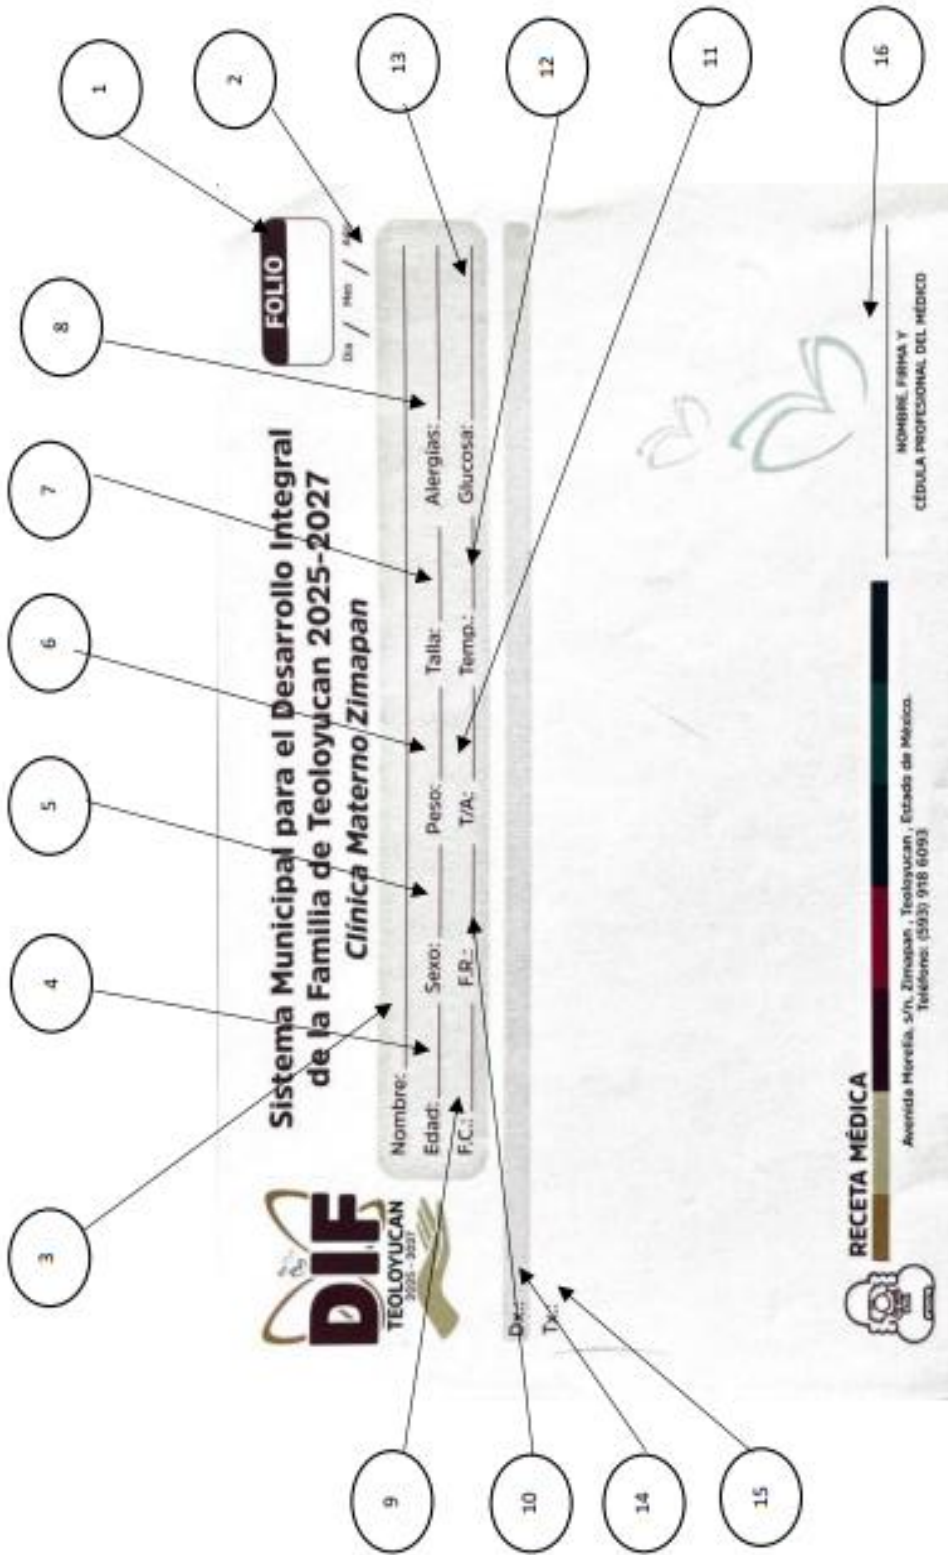 1
2
13
12
11
16
8
7
6
5
4
3
9
10
14
15
DIF
TEOLOYUCAN
2025 - 2027
Sistema Municipal para el Desarrollo Integral
de la Familia de Teoloyucan 2025-2027
Clínica Materno Zimapan
FOLIO
Día / Mes /
Nombre:
Edad: Sexo: Peso: Talla: Alergias:
F.C.: F.R.: T/A: Temp.: Glucosa:
Dx.:
Tx.:
RECETA MÉDICA
Avenida Morelia, s/n, Zimapan , Teoloyucan , Estado de México.
Teléfono: (593) 918 6093
NOMBRE, FIRMA Y
CÉDULA PROFESIONAL DEL MÉDICO